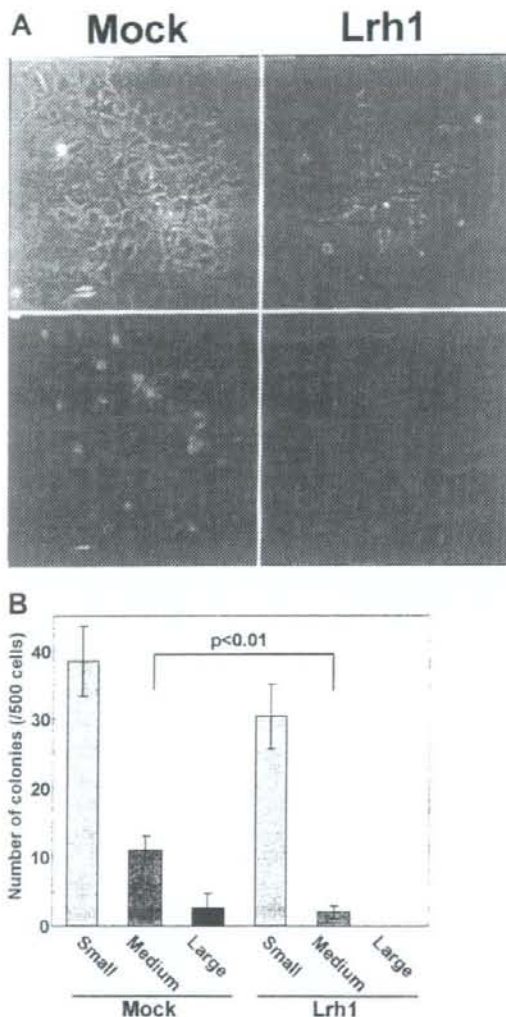 A
Mock Lrh1
B
Number of colonies (/500 cells)
40
30
20
10
0
p<0.01
Small Medium Large Small Medium Large
Mock Lrh1